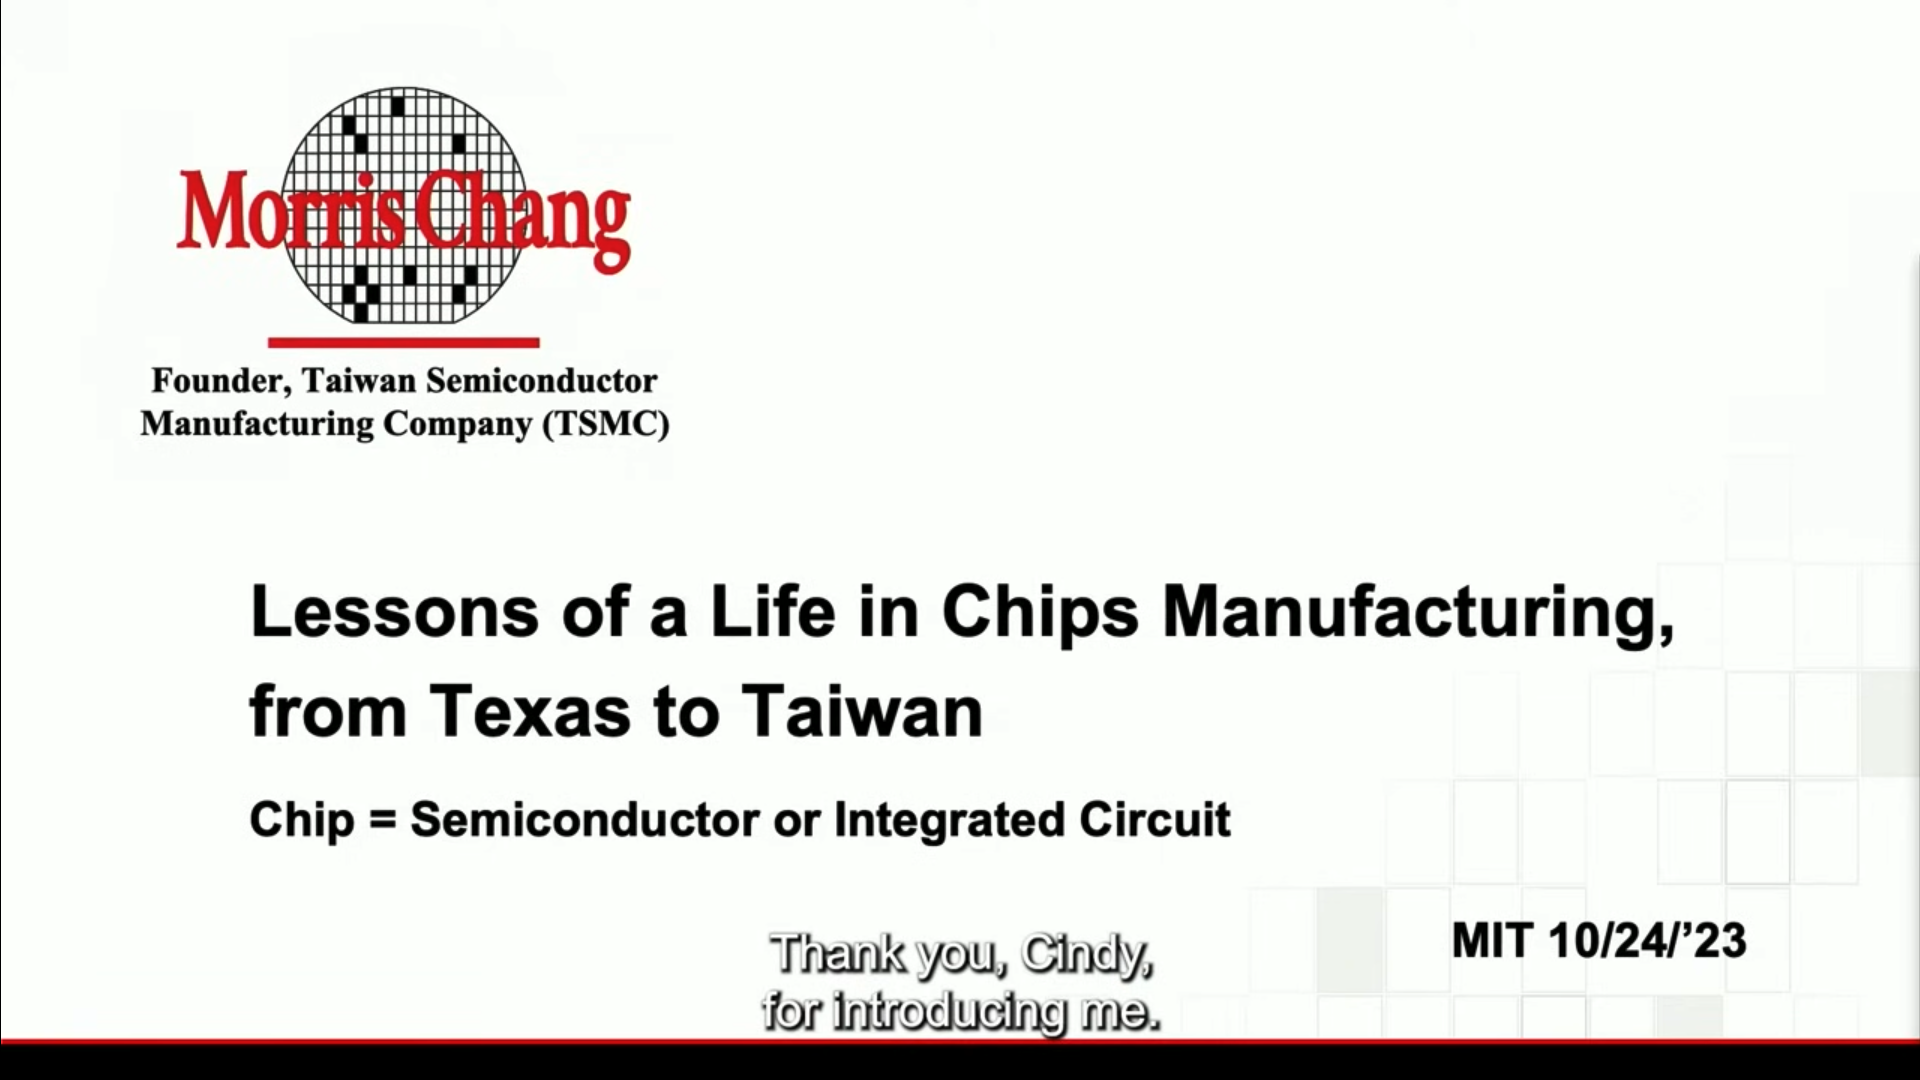 Morris Chang
Founder, Taiwan Semiconductor
Manufacturing Company (TSMC)
Lessons of a Life in Chips Manufacturing,
from Texas to Taiwan
Chip = Semiconductor or Integrated Circuit
MIT 10/24/’23
Thank you, Cindy,
for introducing me.